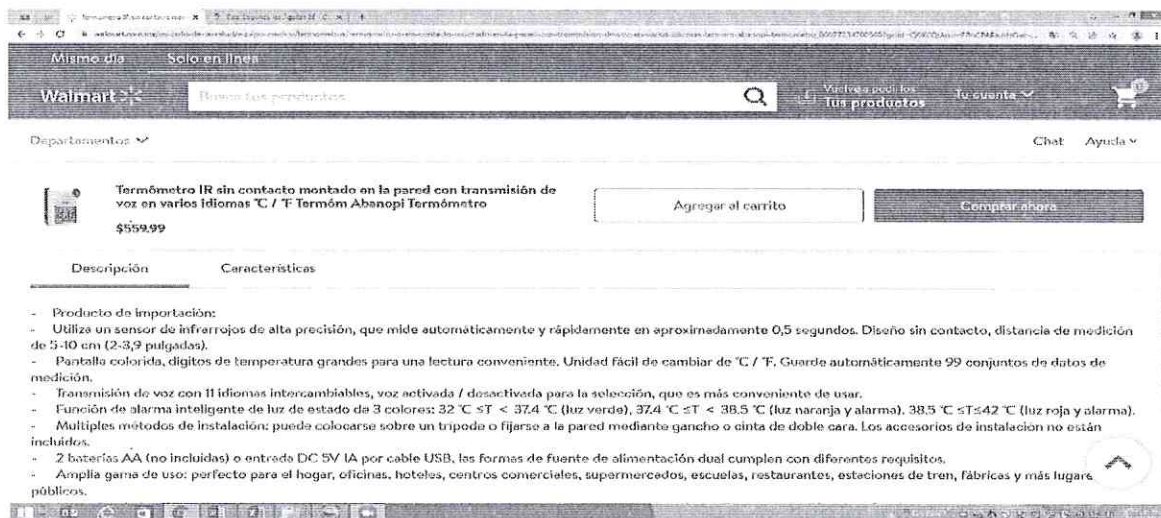 Mismo día Solo en línea
Walmart Busca tus productos Vuelve a pedir los
Tus productos Tu cuenta
Departamentos Chat Ayuda
Termómetro IR sin contacto montado en la pared con transmisión de
voz en varios idiomas °C / °F Termóm Abanopi Termómetro
$559.99
Agregar al carrito Comprar ahora
Descripción Características
- Producto de importación:
- Utiliza un sensor de infrarrojos de alta precisión, que mide automáticamente y rápidamente en aproximadamente 0,5 segundos. Diseño sin contacto, distancia de medición
de 5-10 cm (2-3,9 pulgadas).
- Pantalla colorida, dígitos de temperatura grandes para una lectura conveniente. Unidad fácil de cambiar de °C / °F. Guarde automáticamente 99 conjuntos de datos de
medición.
- Transmisión de voz con 11 idiomas intercambiables, voz activada / desactivada para la selección, que es más conveniente de usar.
- Función de alarma inteligente de luz de estado de 3 colores: 32 °C ≤T < 37.4 °C (luz verde), 37.4 °C ≤T < 38.5 °C (luz naranja y alarma). 38.5 °C ≤T≤42 °C (luz roja y alarma).
- Multiples métodos de instalación: puede colocarse sobre un trípode o fijarse a la pared mediante gancho o cinta de doble cara. Los accesorios de instalación no están
incluidos.
- 2 baterías AA (no incluidas) o entrada DC 5V 1A por cable USB, las formas de fuente de alimentación dual cumplen con diferentes requisitos.
- Amplia gama de uso: perfecto para el hogar, oficinas, hoteles, centros comerciales, supermercados, escuelas, restaurantes, estaciones de tren, fábricas y más lugare
públicos.